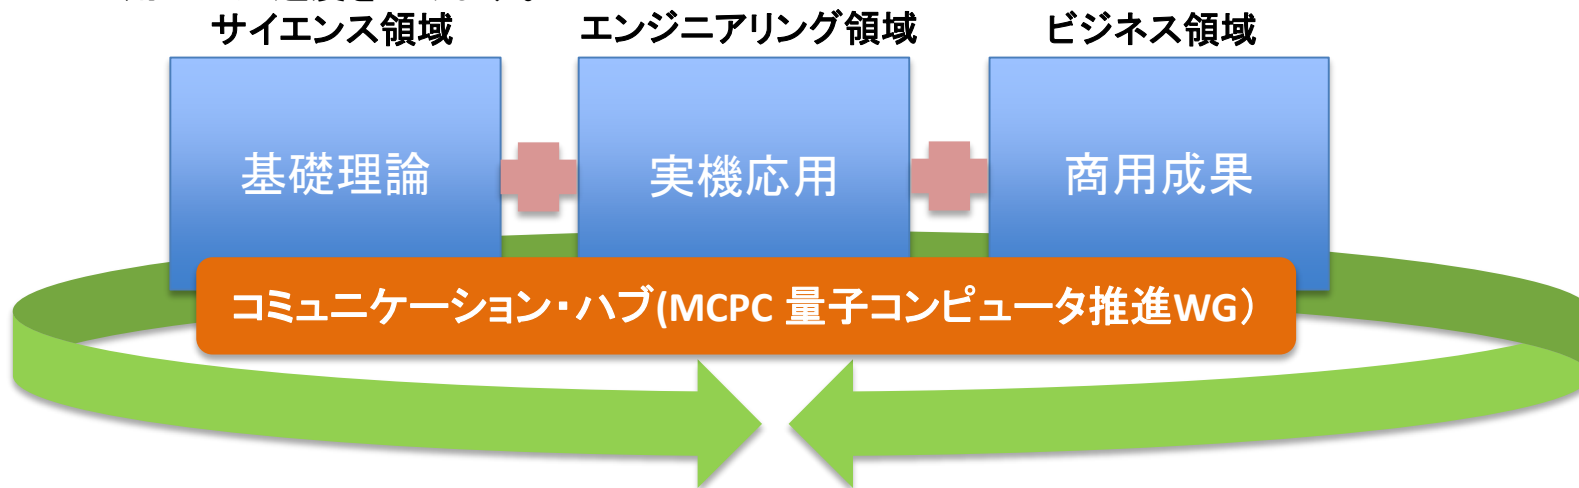 サイエンス領域
エンジニアリング領域
ビジネス領域
基礎理論
実機応用
商用成果
コミュニケーション・ハブ(MCPC 量子コンピュータ推進WG）